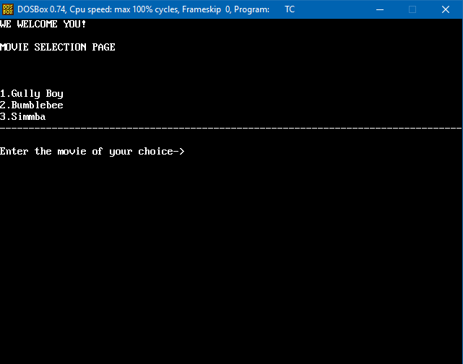 DOSBox 0.74, Cpu speed: max 100% cycles, Frameskip 0, Program: TC
WE WELCOME YOU!
MOVIE SELECTION PAGE
1.Gully Boy
2.Bumblebee
3.Simmba
--------------------------------------------------------------------------------
Enter the movie of your choice->